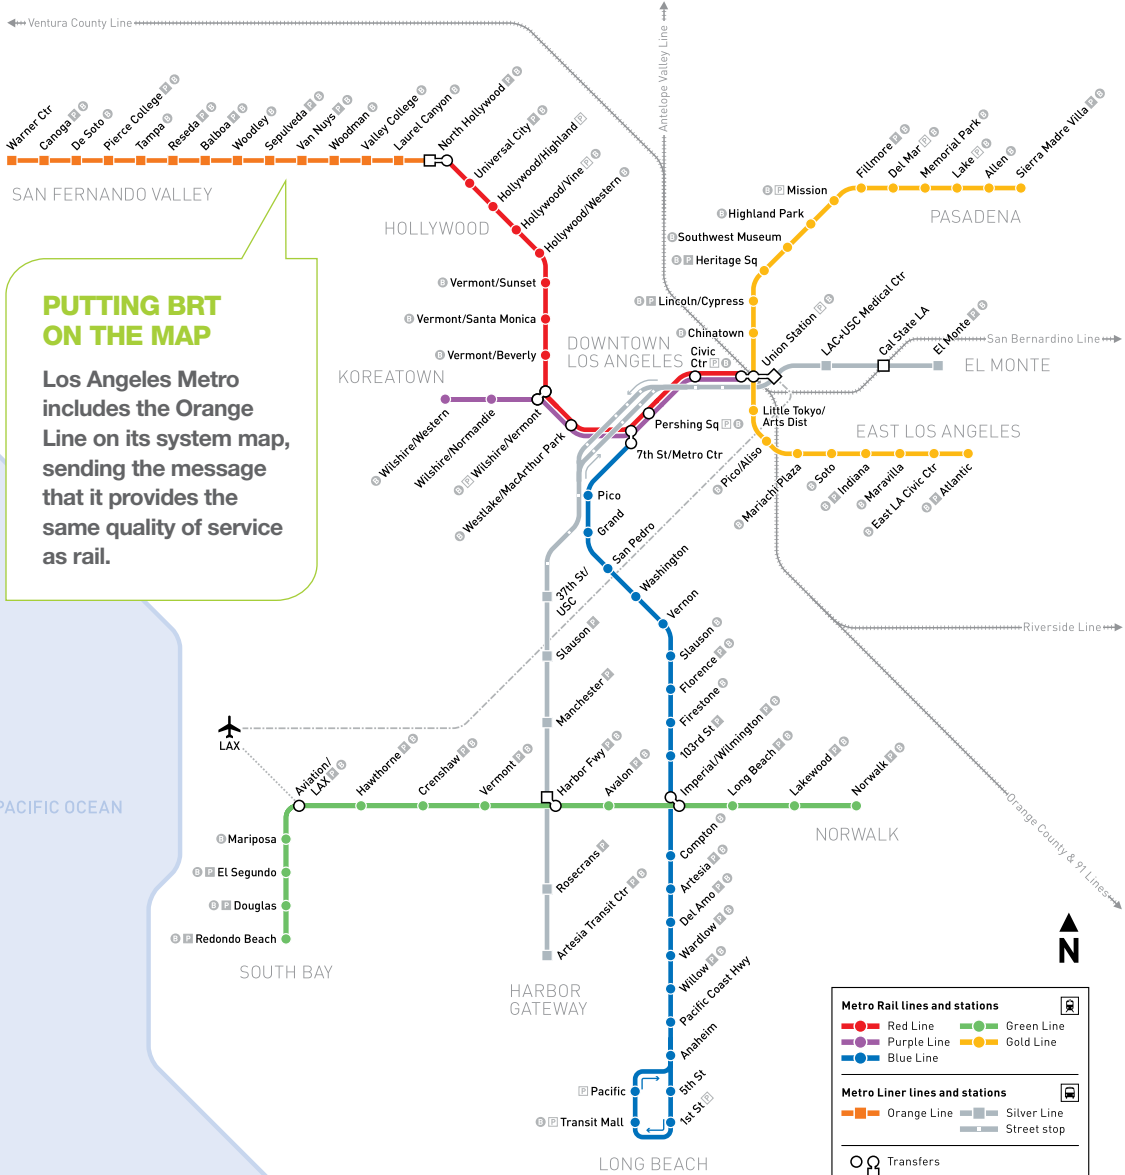 Ventura County Line
Antelope Valley Line
Warner Ctr
Canoga P B
De Soto B
Pierce College P B
Tampa B
Reseda P B
Balboa P B
Woodley B
Sepulveda P B
Van Nuys P B
Woodman B
Valley College B
Laurel Canyon B
North Hollywood P B
Universal City P B
Hollywood/Highland P
Hollywood/Vine P B
Hollywood/Western B
SAN FERNANDO VALLEY
HOLLYWOOD
B Vermont/Sunset
B Vermont/Santa Monica
B Vermont/Beverly
KOREATOWN
PUTTING BRT
ON THE MAP
Los Angeles Metro
includes the Orange
Line on its system map,
sending the message
that it provides the
same quality of service
as rail.
Fillmore P B
Del Mar P B
Memorial Park B
Lake P B
Allen B
Sierra Madre Villa P B
PASADENA
B P Mission
B Highland Park
B Southwest Museum
B P Heritage Sq
B P Lincoln/Cypress
B Chinatown
DOWNTOWN
LOS ANGELES
Civic
Ctr P B
Union Station P B
LAC+USC Medical Ctr
Cal State LA
El Monte P B
San Bernardino Line
EL MONTE
B Wilshire/Western
Wilshire/Normandie
B P Wilshire/Vermont
B Westlake/MacArthur Park
Pershing Sq P B
7th St/Metro Ctr
Little Tokyo/
Arts Dist
EAST LOS ANGELES
B Pico/Aliso
B Mariachi Plaza
B Soto
B P Indiana
B Maravilla
B East LA Civic Ctr
B P Atlantic
Pico
Grand
San Pedro
Washington
Vernon
37th St/
USC
Slauson P
Manchester P
Slauson B
Florence P B
Firestone B
103rd St P
Riverside Line
Orange County & 91 Lines
LAX
Aviation/
LAX P B
Hawthorne P B
Crenshaw P B
Vermont P B
Harbor Fwy P B
Avalon P B
Imperial/Wilmington P B
Long Beach P B
Lakewood P B
Norwalk P B
NORWALK
PACIFIC OCEAN
B Mariposa
B P El Segundo
B P Douglas
B P Redondo Beach
SOUTH BAY
Rosecrans P
Artesia Transit Ctr P B
HARBOR
GATEWAY
Compton B
Artesia P B
Del Amo P B
Wardlow P B
Willow P B
Pacific Coast Hwy
Anaheim
P Pacific
5th St
B P Transit Mall
1st St P
LONG BEACH
N
Metro Rail lines and stations
Red Line
Green Line
Purple Line
Gold Line
Blue Line
Metro Liner lines and stations
Orange Line
Silver Line
Street stop
Transfers